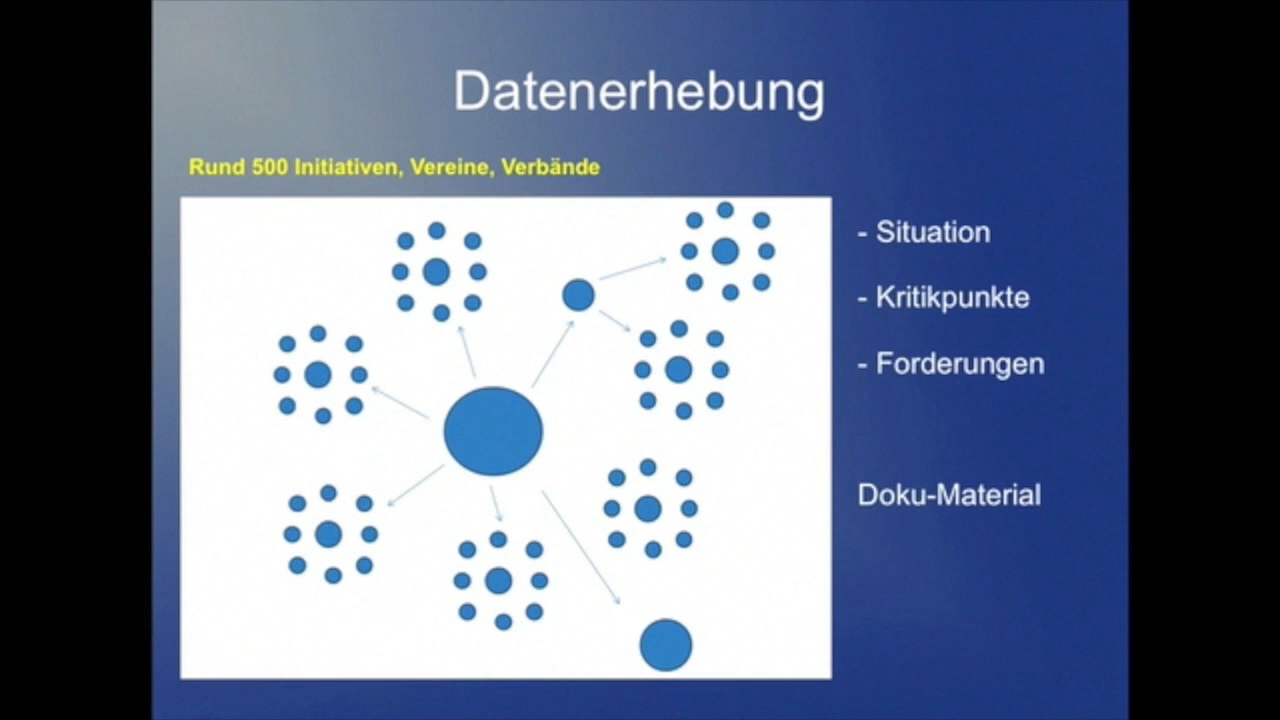 Datenerhebung
Rund 500 Initiativen, Vereine, Verbände
- Situation
- Kritikpunkte
- Forderungen
Doku-Material